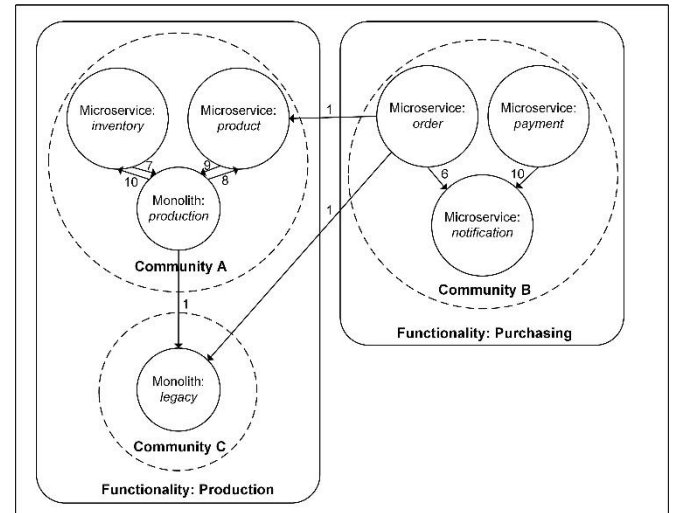 Microservice:
inventory
Microservice:
product
1
Microservice:
order
Microservice:
payment
7
10
9
8
6
10
Monolith:
production
1
Microservice:
notification
Community A
Community B
1
Functionality: Purchasing
Monolith:
legacy
Community C
Functionality: Production